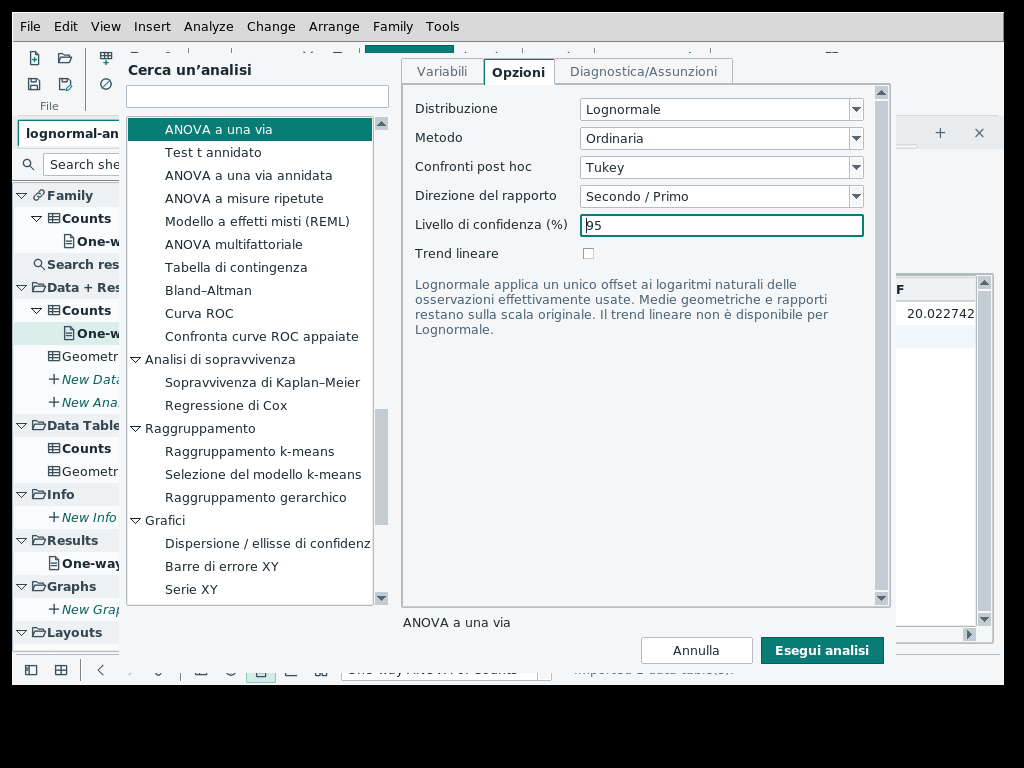 File Edit View Insert Analyze Change Arrange Family Tools
File
lognormal-an
Search she
Family
Counts
One-w
Search res
Data + Res
Counts
One-w
Geometr
New Data
New Ana
Data Table
Counts
Geometr
Info
New Info
Results
One-way
Graphs
New Grap
Layouts
Cerca un’analisi
ANOVA a una via
Test t annidato
ANOVA a una via annidata
ANOVA a misure ripetute
Modello a effetti misti (REML)
ANOVA multifattoriale
Tabella di contingenza
Bland–Altman
Curva ROC
Confronta curve ROC appaiate
Analisi di sopravvivenza
Sopravvivenza di Kaplan–Meier
Regressione di Cox
Raggruppamento
Raggruppamento k-means
Selezione del modello k-means
Raggruppamento gerarchico
Grafici
Dispersione / ellisse di confidenz
Barre di errore XY
Serie XY
Variabili Opzioni Diagnostica/Assunzioni
Distribuzione Lognormale
Metodo Ordinaria
Confronti post hoc Tukey
Direzione del rapporto Secondo / Primo
Livello di confidenza (%) 95
Trend lineare
Lognormale applica un unico offset ai logaritmi naturali delle
osservazioni effettivamente usate. Medie geometriche e rapporti
restano sulla scala originale. Il trend lineare non è disponibile per
Lognormale.
ANOVA a una via
Annulla Esegui analisi
F
20.022742